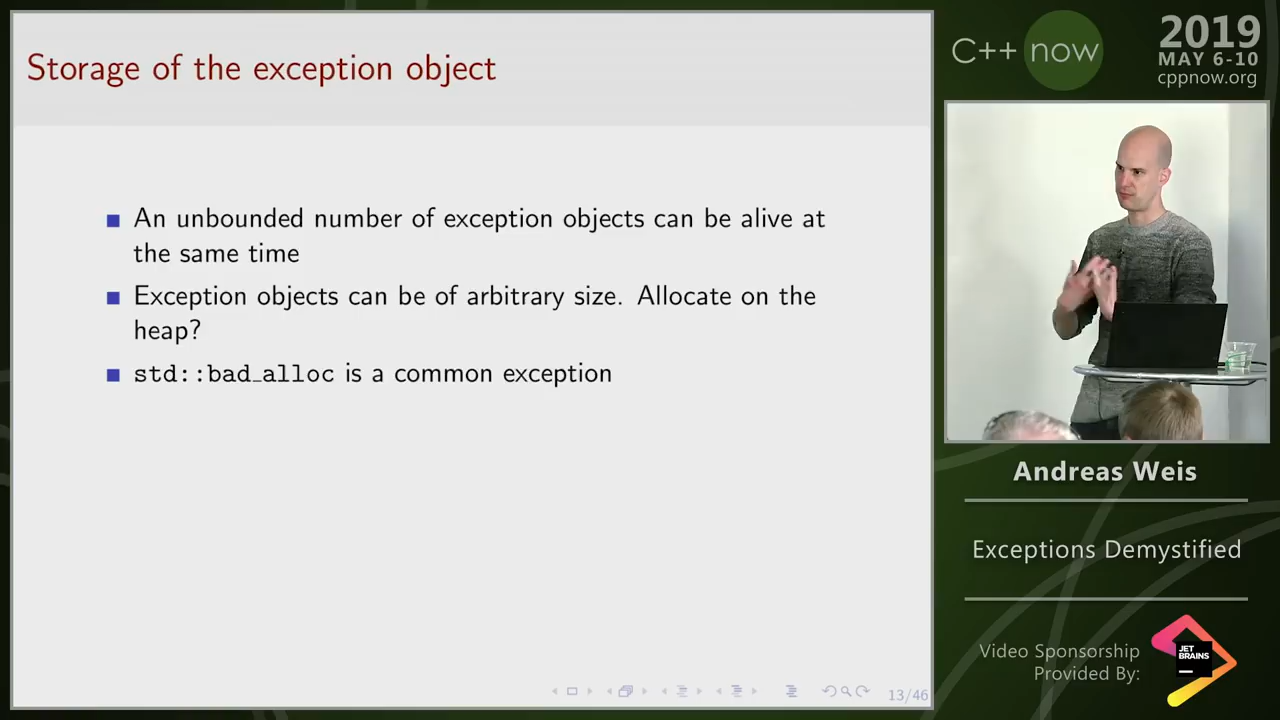 Storage of the exception object
An unbounded number of exception objects can be alive at
the same time
Exception objects can be of arbitrary size. Allocate on the
heap?
std::bad_alloc is a common exception
13/46
C++ now
2019
MAY 6-10
cppnow.org
Andreas Weis
Exceptions Demystified
Video Sponsorship
Provided By:
JET
BRAINS